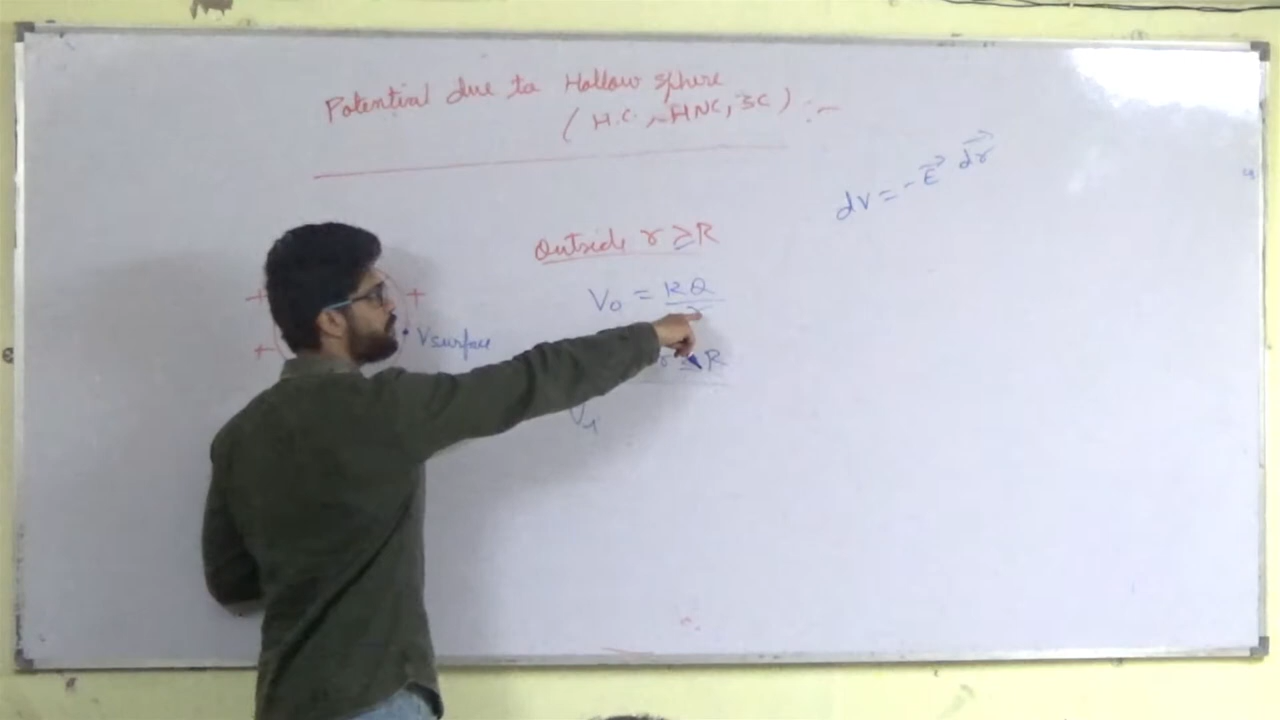 Potential due to Hollow sphere
(H.C, HNC, SC) :-
dV = - E⃗ dr⃗
Outside r ≥ R
V₀ = KQ/r
Vsurface
r ≤ R
V